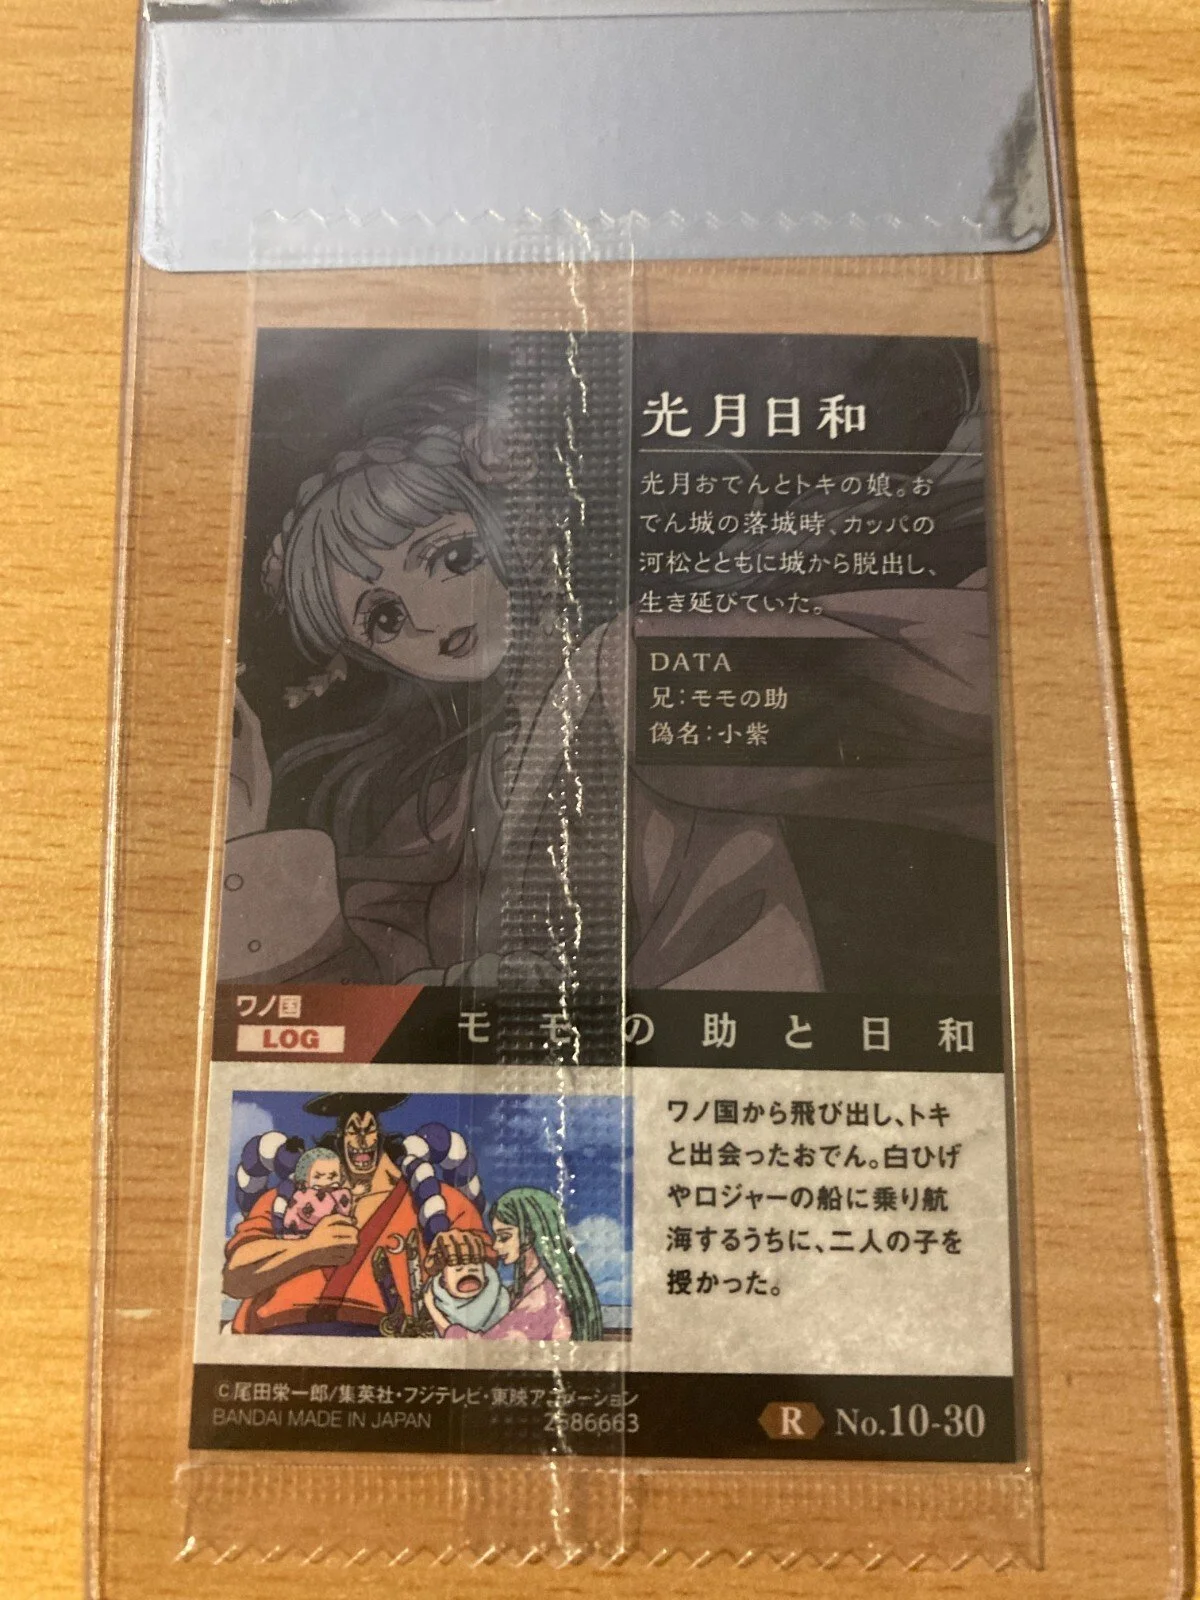 光月日和
光月おでんとトキの娘。お
でん城の落城時、カッパの
河松とともに城から脱出し、
生き延びていた。
DATA
兄:モモの助
偽名:小紫
ワノ国
LOG
モモの助と日和
ワノ国から飛び出し、トキ
と出会ったおでん。白ひげ
やロジャーの船に乗り航
海するうちに、二人の子を
授かった。
©尾田栄一郎/集英社・フジテレビ・東映アニメーション
BANDAI MADE IN JAPAN 2586663
R No.10-30